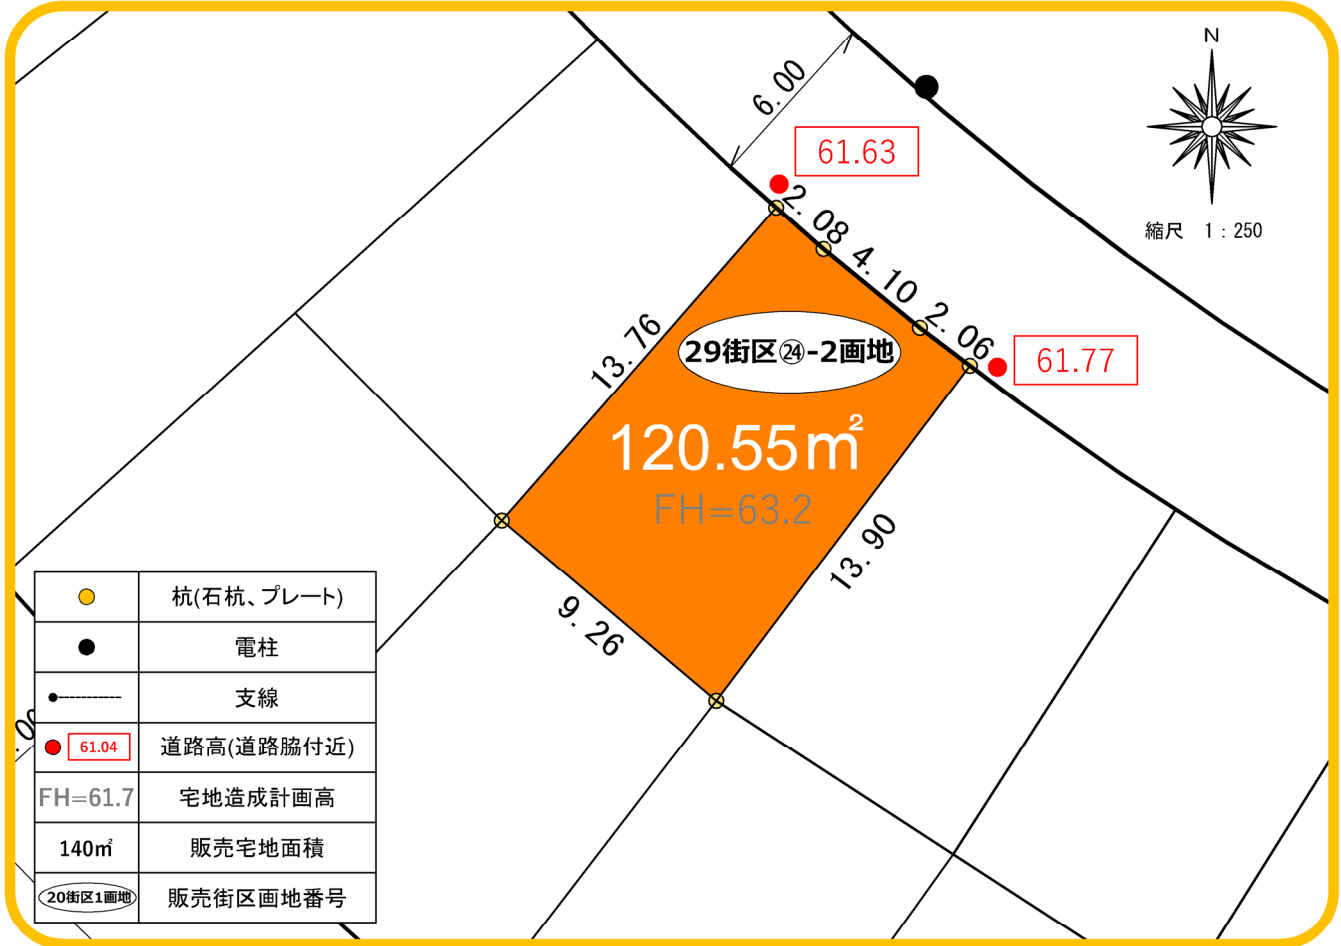 N
縮尺 1：250
6.00
61.63
2.08
4.10
2.06
61.77
13.76
29街区㉔-2画地
120.55㎡
FH=63.2
13.90
9.26
杭(石杭、プレート)
電柱
支線
61.04 道路高(道路脇付近)
FH=61.7 宅地造成計画高
140㎡ 販売宅地面積
20街区1画地 販売街区画地番号